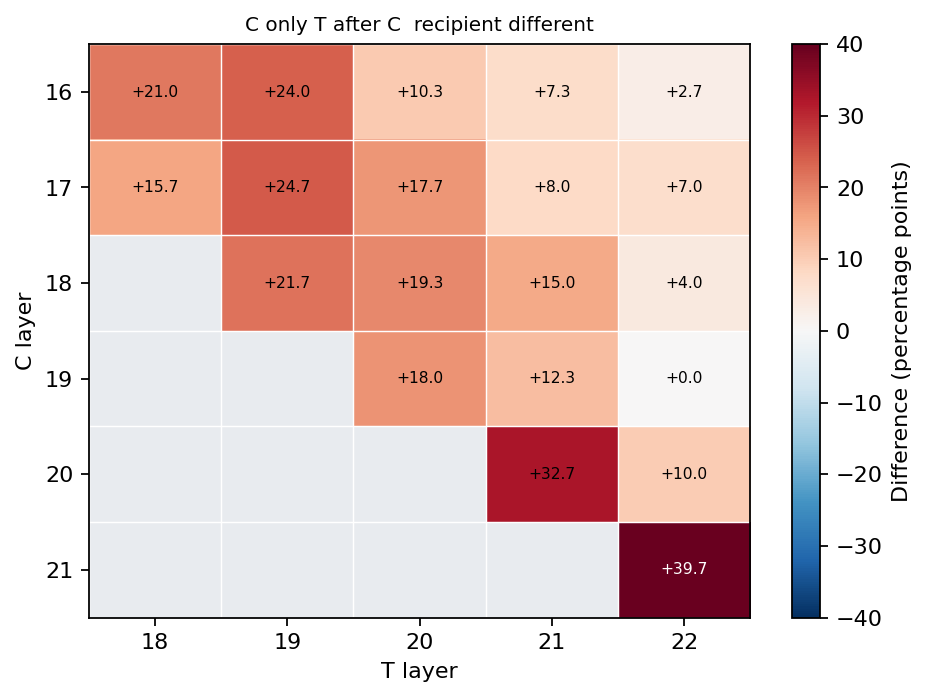 C only T after C  recipient different
16 +21.0 +24.0 +10.3 +7.3 +2.7
17 +15.7 +24.7 +17.7 +8.0 +7.0
18 +21.7 +19.3 +15.0 +4.0
19 +18.0 +12.3 +0.0
20 +32.7 +10.0
21 +39.7
18 19 20 21 22
T layer
C layer
40
30
20
10
0
−10
−20
−30
−40
Difference (percentage points)